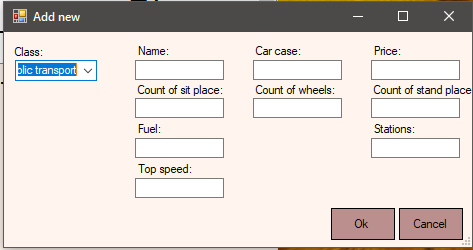 Add new
Class:
Name:
Car case:
Price:
olic transport
Count of sit place:
Count of wheels:
Count of stand place
Fuel:
Stations:
Top speed:
Ok
Cancel